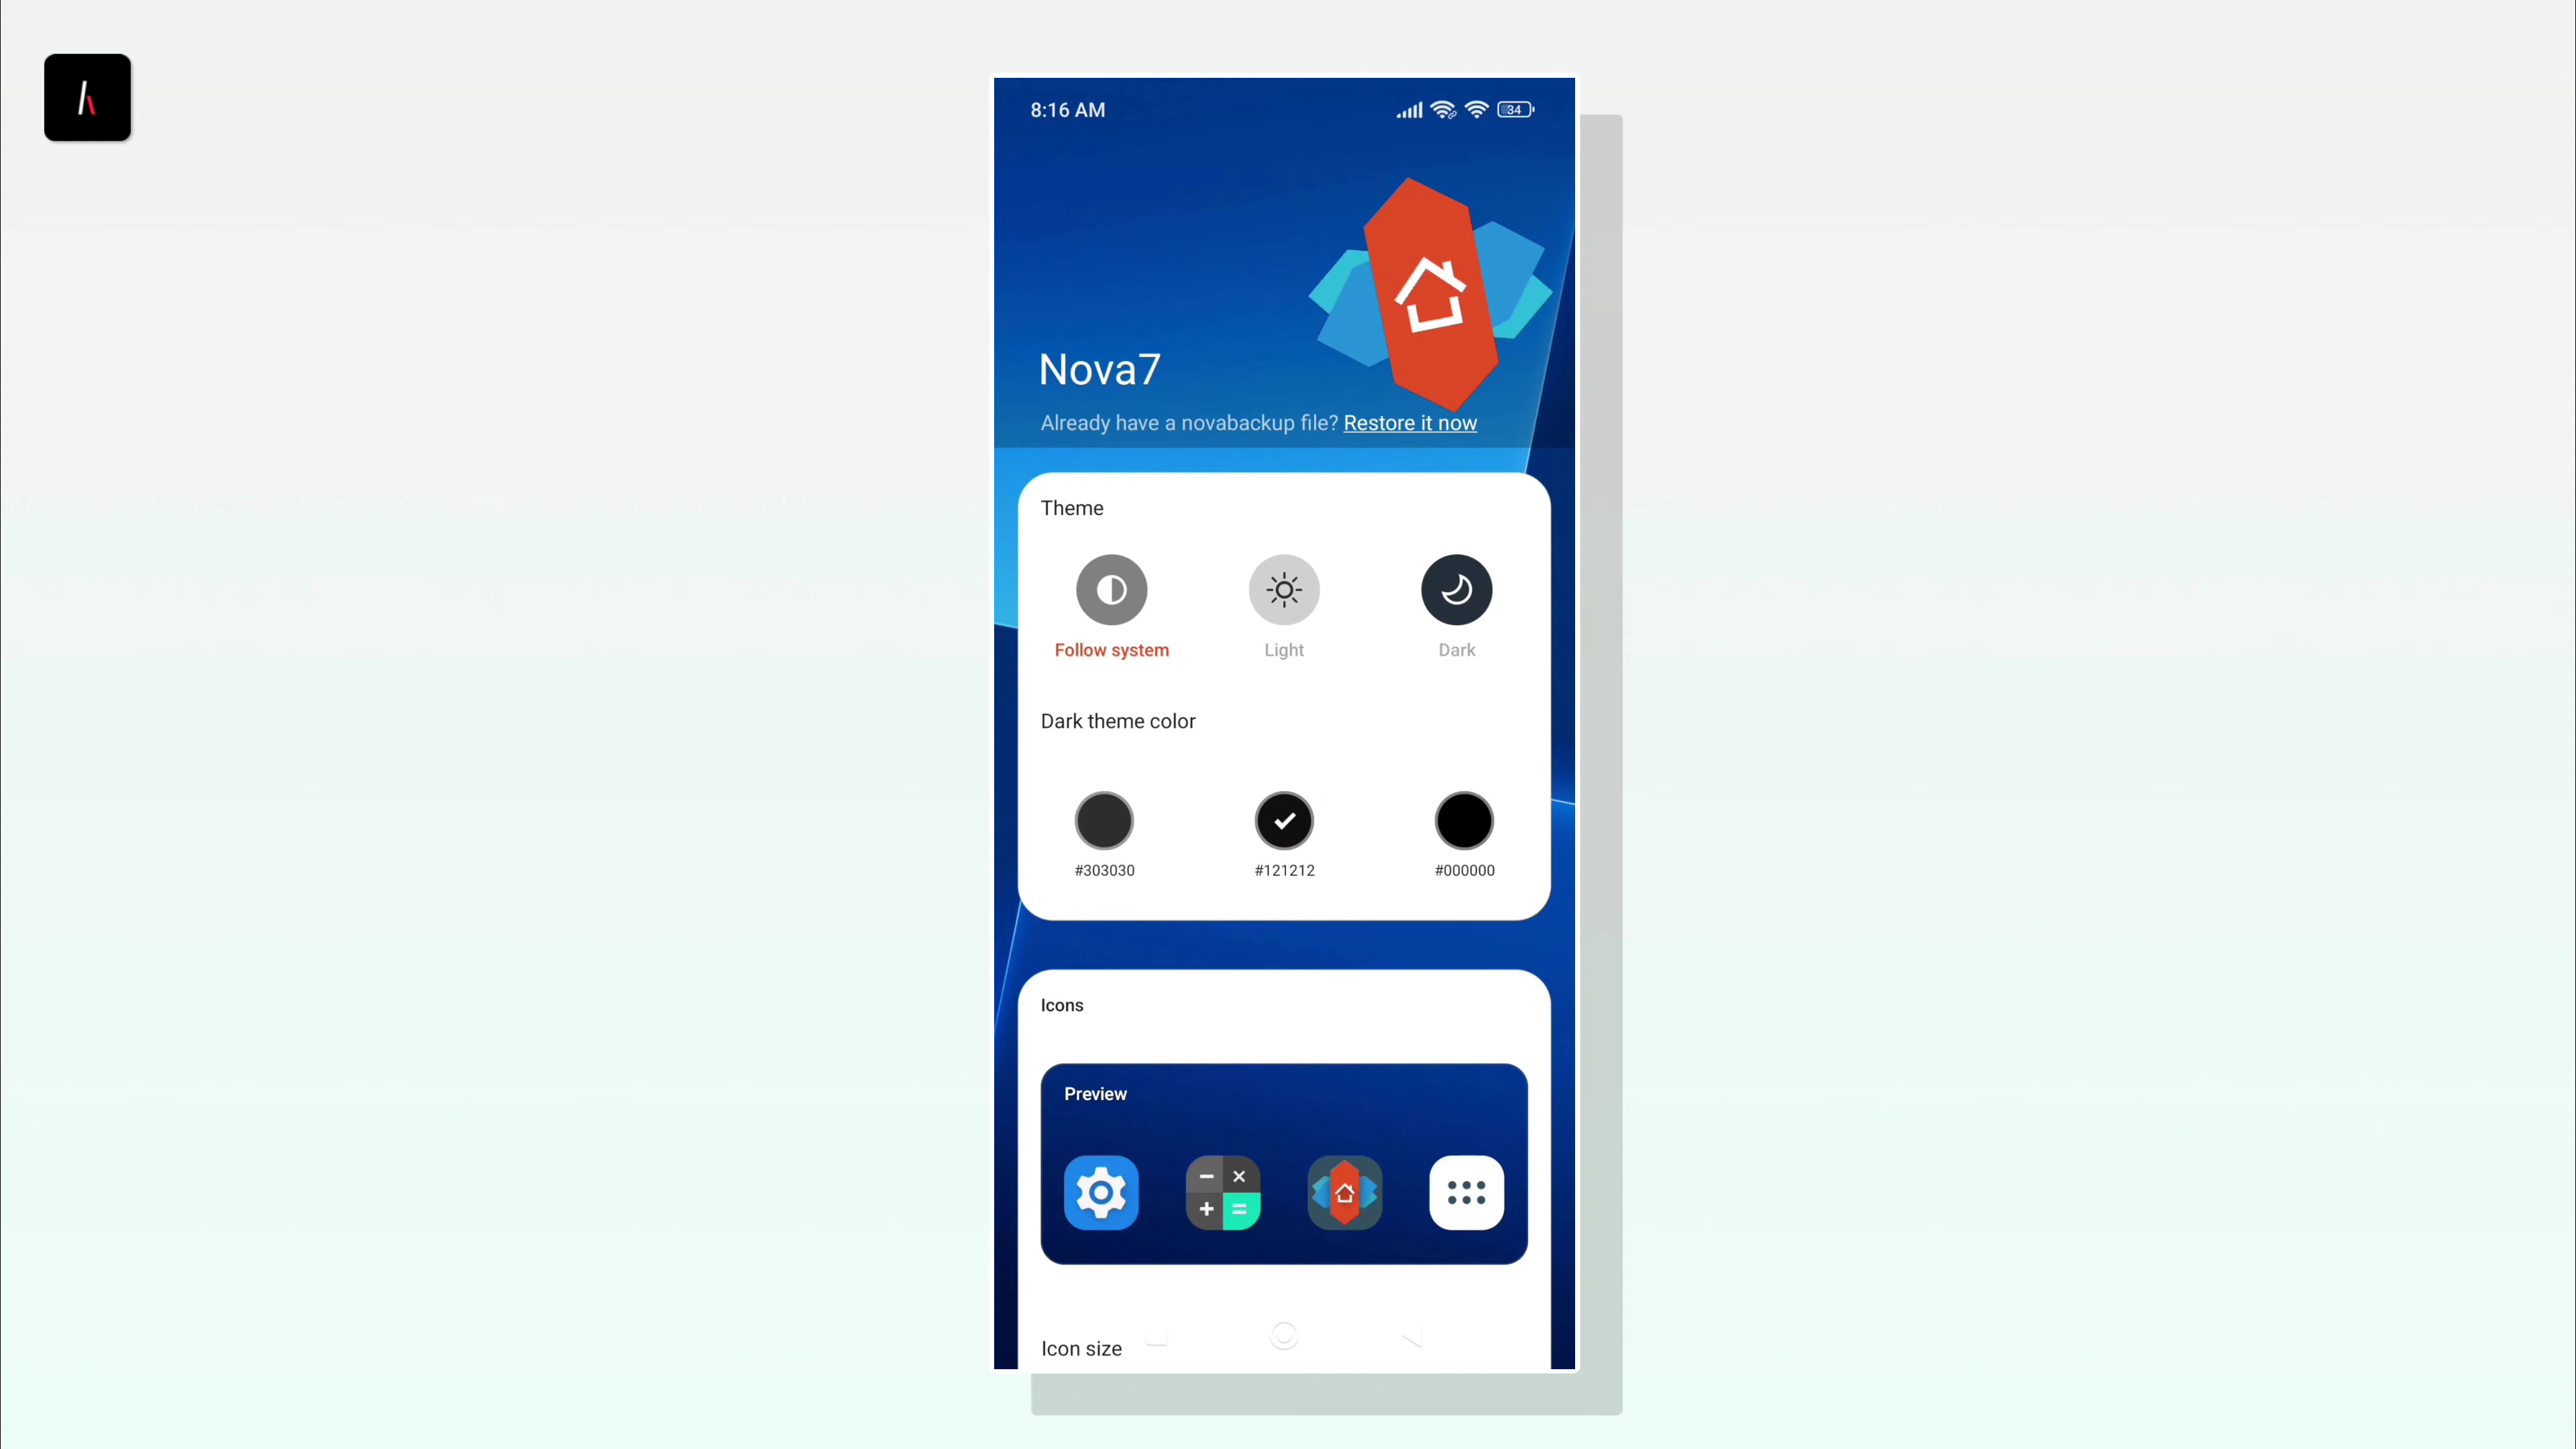 8:16 AM
34
Nova7
Already have a novabackup file? Restore it now
Theme
Follow system
Light
Dark
Dark theme color
#303030
#121212
#000000
Icons
Preview
Icon size